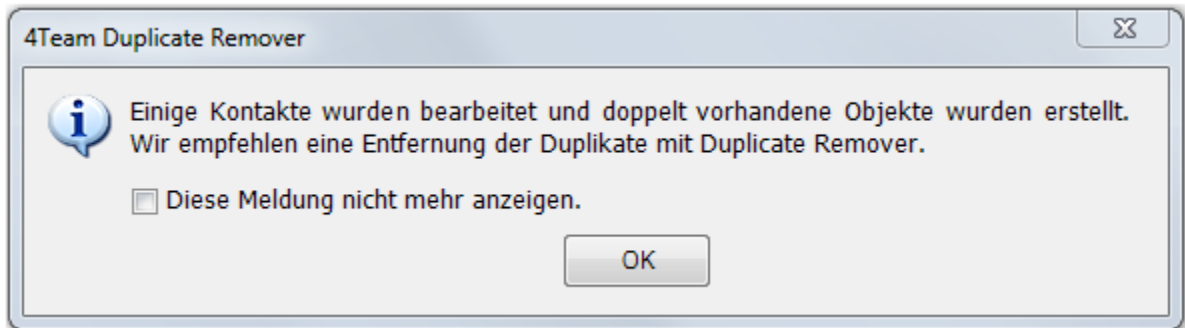 4Team Duplicate Remover
Einige Kontakte wurden bearbeitet und doppelt vorhandene Objekte wurden erstellt.
Wir empfehlen eine Entfernung der Duplikate mit Duplicate Remover.
Diese Meldung nicht mehr anzeigen.
OK